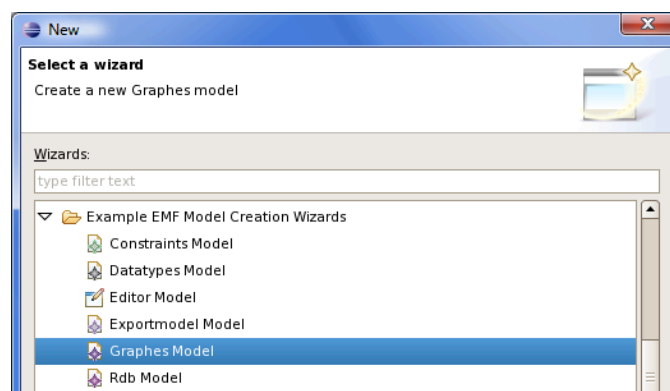 New
Select a wizard
Create a new Graphes model
Wizards:
type filter text
Example EMF Model Creation Wizards
Constraints Model
Datatypes Model
Editor Model
Exportmodel Model
Graphes Model
Rdb Model